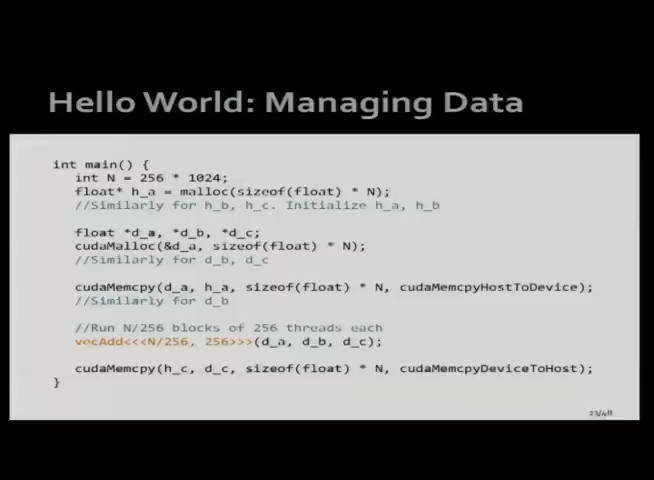 Hello World: Managing Data
int main() {
int N = 256 * 1024;
float* h_a = malloc(sizeof(float) * N);
//Similarly for h_b, h_c. Initialize h_a, h_b
float *d_a, *d_b, *d_c;
cudaMalloc(&d_a, sizeof(float) * N);
//Similarly for d_b, d_c
cudaMemcpy(d_a, h_a, sizeof(float) * N, cudaMemcpyHostToDevice);
//Similarly for d_b
//Run N/256 blocks of 256 threads each
vecAdd<<<N/256, 256>>>(d_a, d_b, d_c);
cudaMemcpy(h_c, d_c, sizeof(float) * N, cudaMemcpyDeviceToHost);
}
23/48